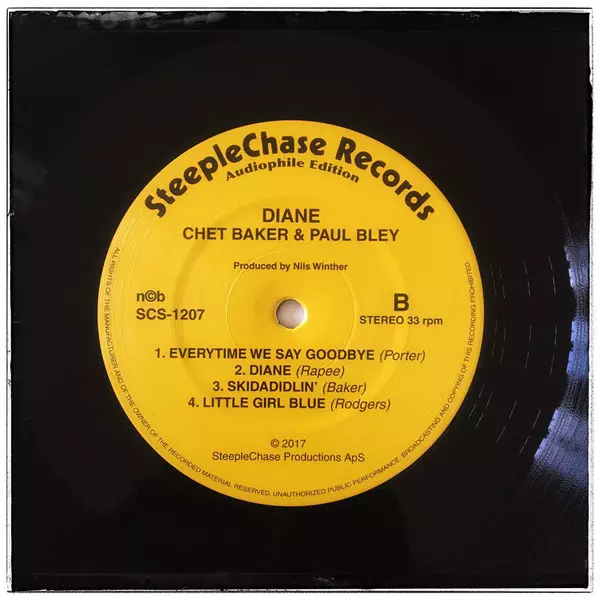 SteepleChase Records
Audiophile Edition
DIANE
CHET BAKER & PAUL BLEY
Produced by Nils Winther
n©b
SCS-1207
B
STEREO 33 rpm
1. EVERYTIME WE SAY GOODBYE (Porter)
2. DIANE (Rapee)
3. SKIDADIDLIN' (Baker)
4. LITTLE GIRL BLUE (Rodgers)
© 2017
SteepleChase Productions ApS
ALL RIGHTS OF THE MANUFACTURER AND OF THE OWNER OF THE RECORDED MATERIAL RESERVED. UNAUTHORIZED PUBLIC PERFORMANCE, BROADCASTING AND COPYING OF THIS RECORDING PROHIBITED